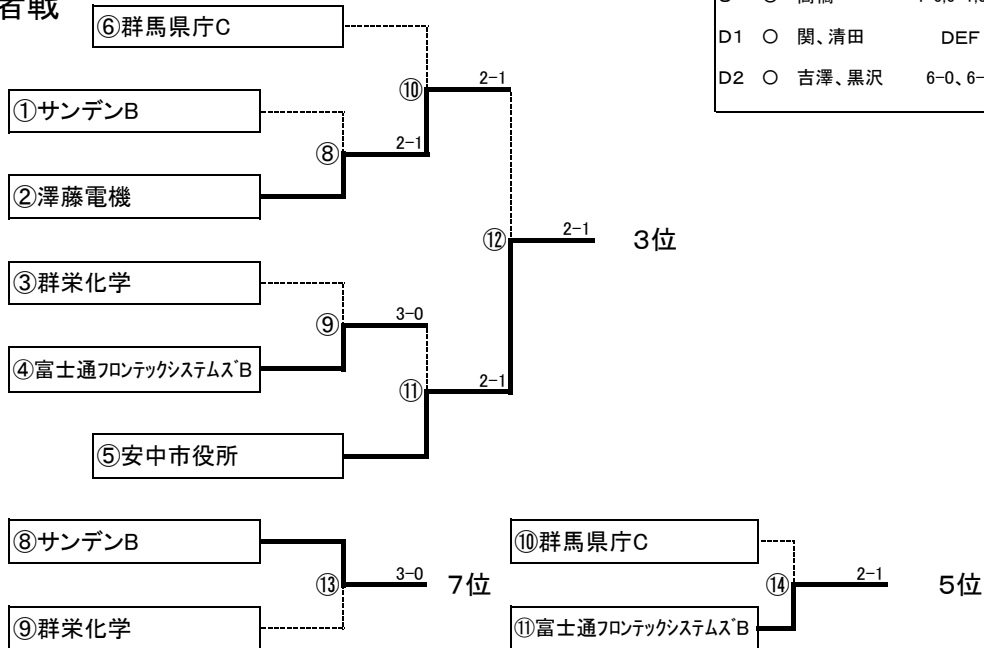 者戦
⑥群馬県庁C
D1 ○ 関、清田 DEF
D2 ○ 吉澤、黒沢 6-0、6-
⑩ 2-1
①サンデンB
⑧ 2-1
②澤藤電機
⑫ 2-1 3位
③群栄化学
⑨ 3-0
④富士通フロンテックシステムズB
⑪ 2-1
⑤安中市役所
⑧サンデンB
⑬ 3-0 7位
⑨群栄化学
⑩群馬県庁C
⑭ 2-1 5位
⑪富士通フロンテックシステムズB